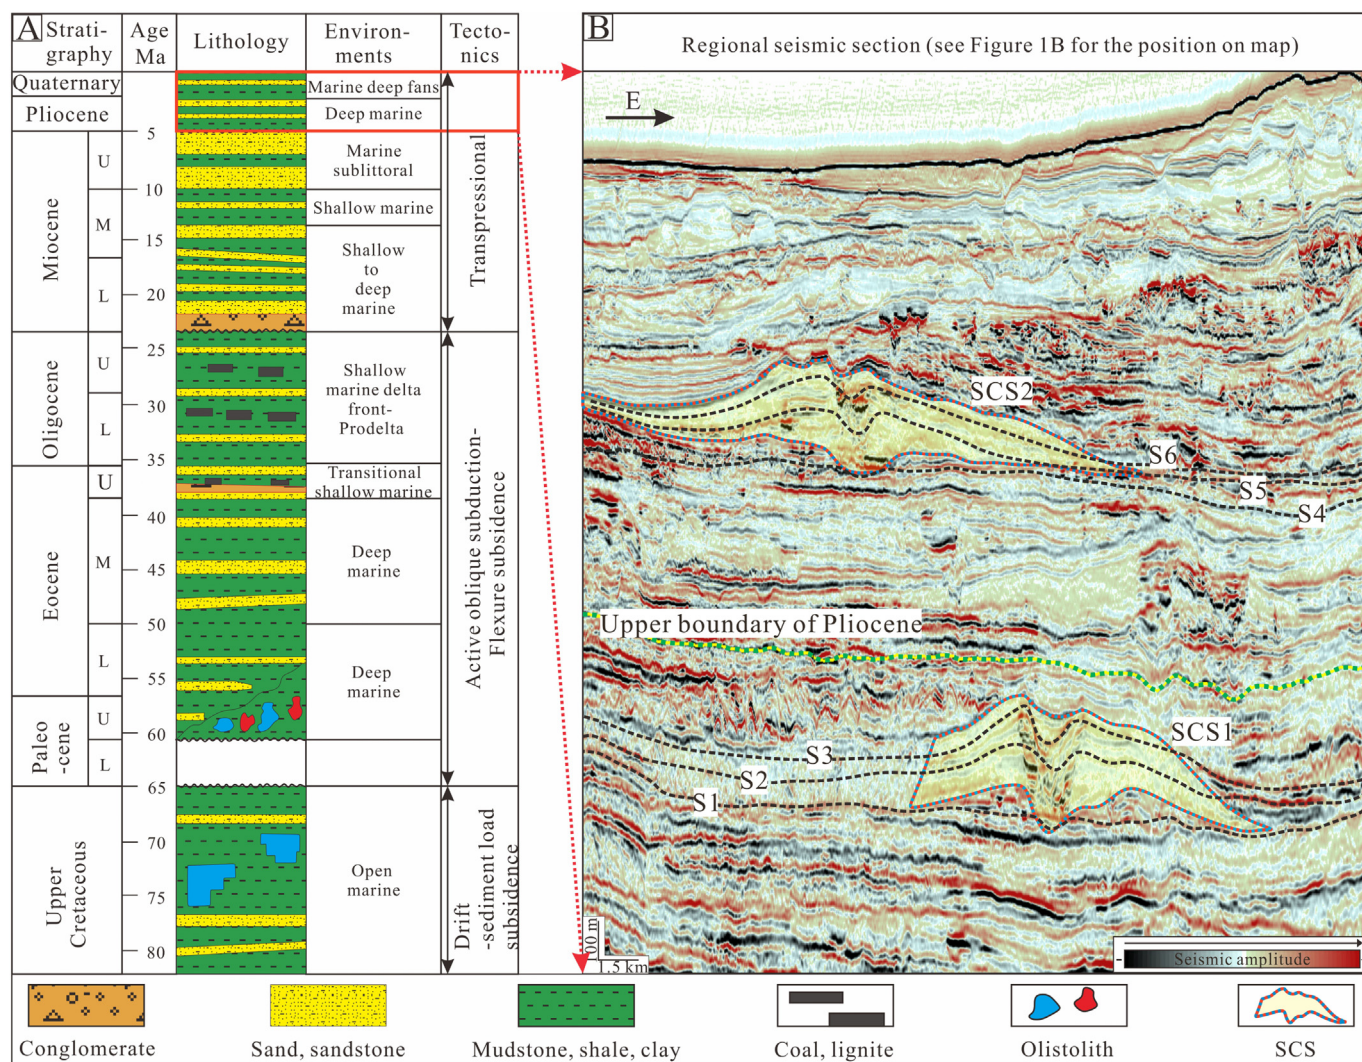 A
Strati-
graphy
Age
Ma
Lithology
Environ-
ments
Tecto-
nics
Quaternary
Pliocene
Miocene
U
M
L
Oligocene
U
L
Eocene
U
M
L
Paleo
-cene
U
L
Upper
Cretaceous
5
10
15
20
25
30
35
40
45
50
55
60
65
70
75
80
Marine deep fans
Deep marine
Marine
sublittoral
Shallow marine
Shallow
to
deep
marine
Shallow
marine delta
front-
Prodelta
Transitional
shallow marine
Deep
marine
Deep
marine
Open
marine
Transpressional
Active oblique subduction-
Flexure subsidence
Drift
-sediment load
subsidence
B
Regional seismic section (see Figure 1B for the position on map)
E
SCS2
S6
S5
S4
Upper boundary of Pliocene
SCS1
S3
S2
S1
1.5 km
-
Seismic amplitude
Conglomerate
Sand, sandstone
Mudstone, shale, clay
Coal, lignite
Olistolith
SCS